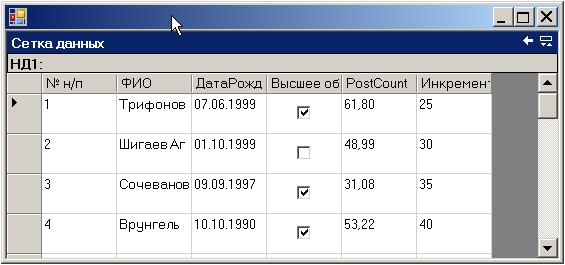 Сетка данных
НД1:
№ н/п ФИО ДатаРожд Высшее об PostCount Инкремент
1 Трифонов 07.06.1999 61,80 25
2 Шигаев Аг 01.10.1999 48,99 30
3 Сочеванов 09.09.1997 31,08 35
4 Врунгель 10.10.1990 53,22 40